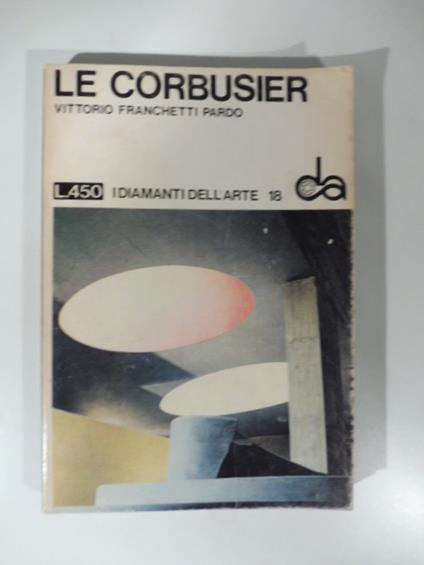 LE CORBUSIER
VITTORIO FRANCHETTI PARDO
L.450 I DIAMANTI DELL'ARTE 18 da